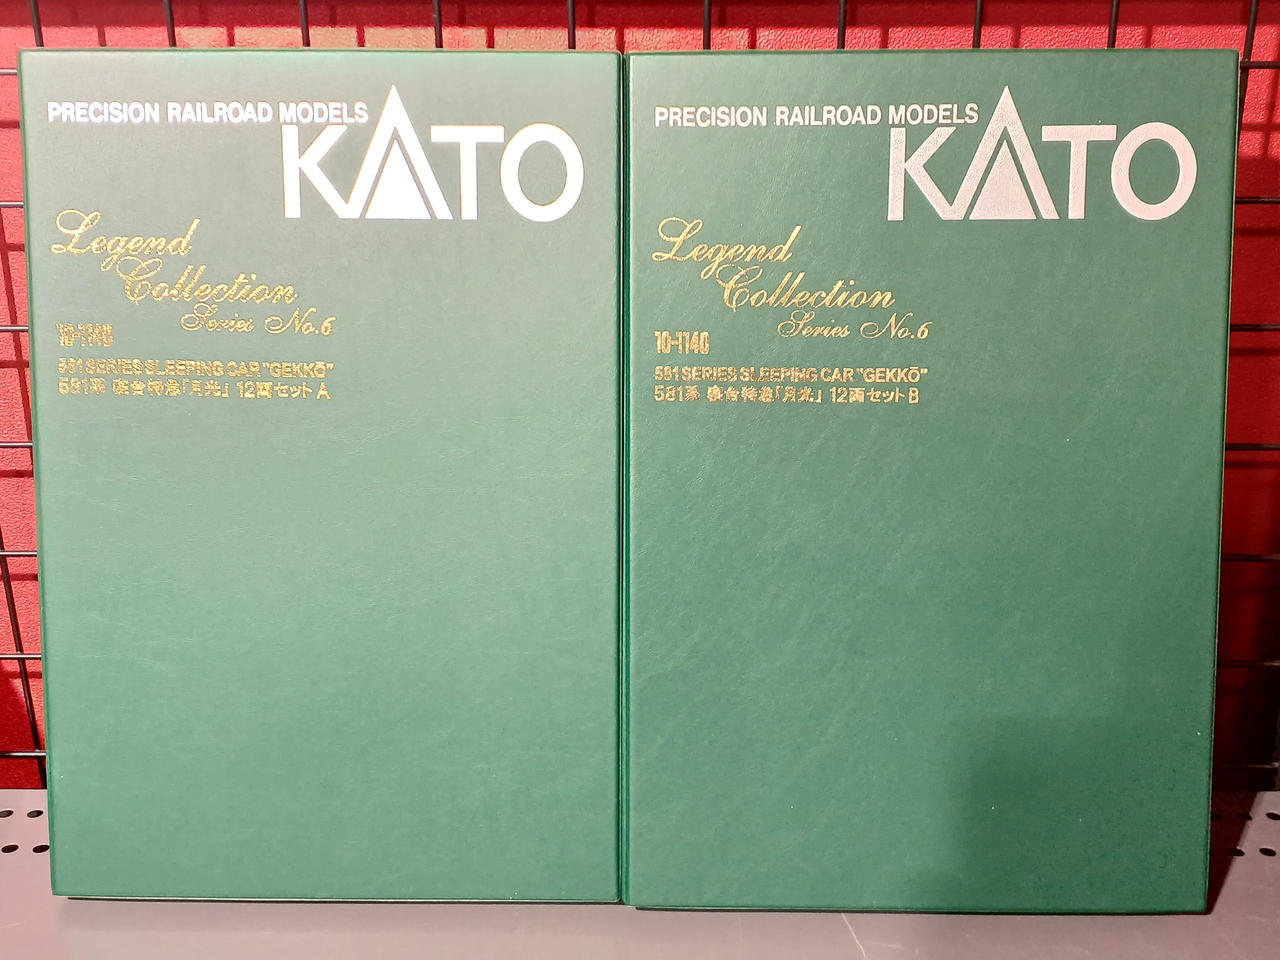 PRECISION RAILROAD MODELS
KATO
Legend
Collection
Series No.6
10-1140
581 SERIES SLEEPING CAR "GEKKŌ"
581系 寝台特急「月光」 12両セット A
PRECISION RAILROAD MODELS
KATO
Legend
Collection
Series No.6
10-1140
581 SERIES SLEEPING CAR "GEKKŌ"
581系 寝台特急「月光」 12両セット B